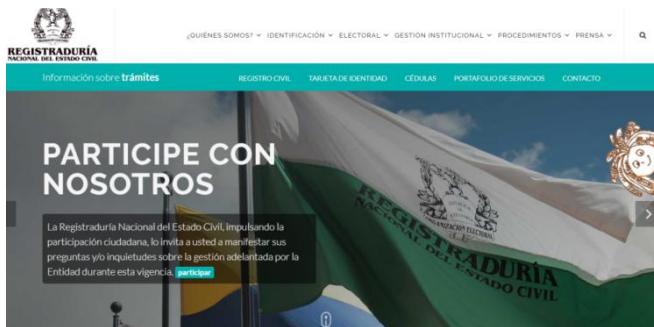 REGISTRADURÍA
NACIONAL DEL ESTADO CIVIL
¿QUIÉNES SOMOS? IDENTIFICACIÓN ELECTORAL GESTIÓN INSTITUCIONAL PROCEDIMIENTOS PRENSA
Información sobre trámites REGISTRO CIVIL TARJETA DE IDENTIDAD CÉDULAS PORTAFOLIO DE SERVICIOS CONTACTO
PARTICIPE CON
NOSOTROS
La Registraduría Nacional del Estado Civil, impulsando la
participación ciudadana, lo invita a usted a manifestar sus
preguntas y/o inquietudes sobre la gestión adelantada por la
Entidad durante esta vigencia. participar
ORGANIZACIÓN ELECTORAL
REGISTRADURÍA
NACIONAL DEL ESTADO CIVIL